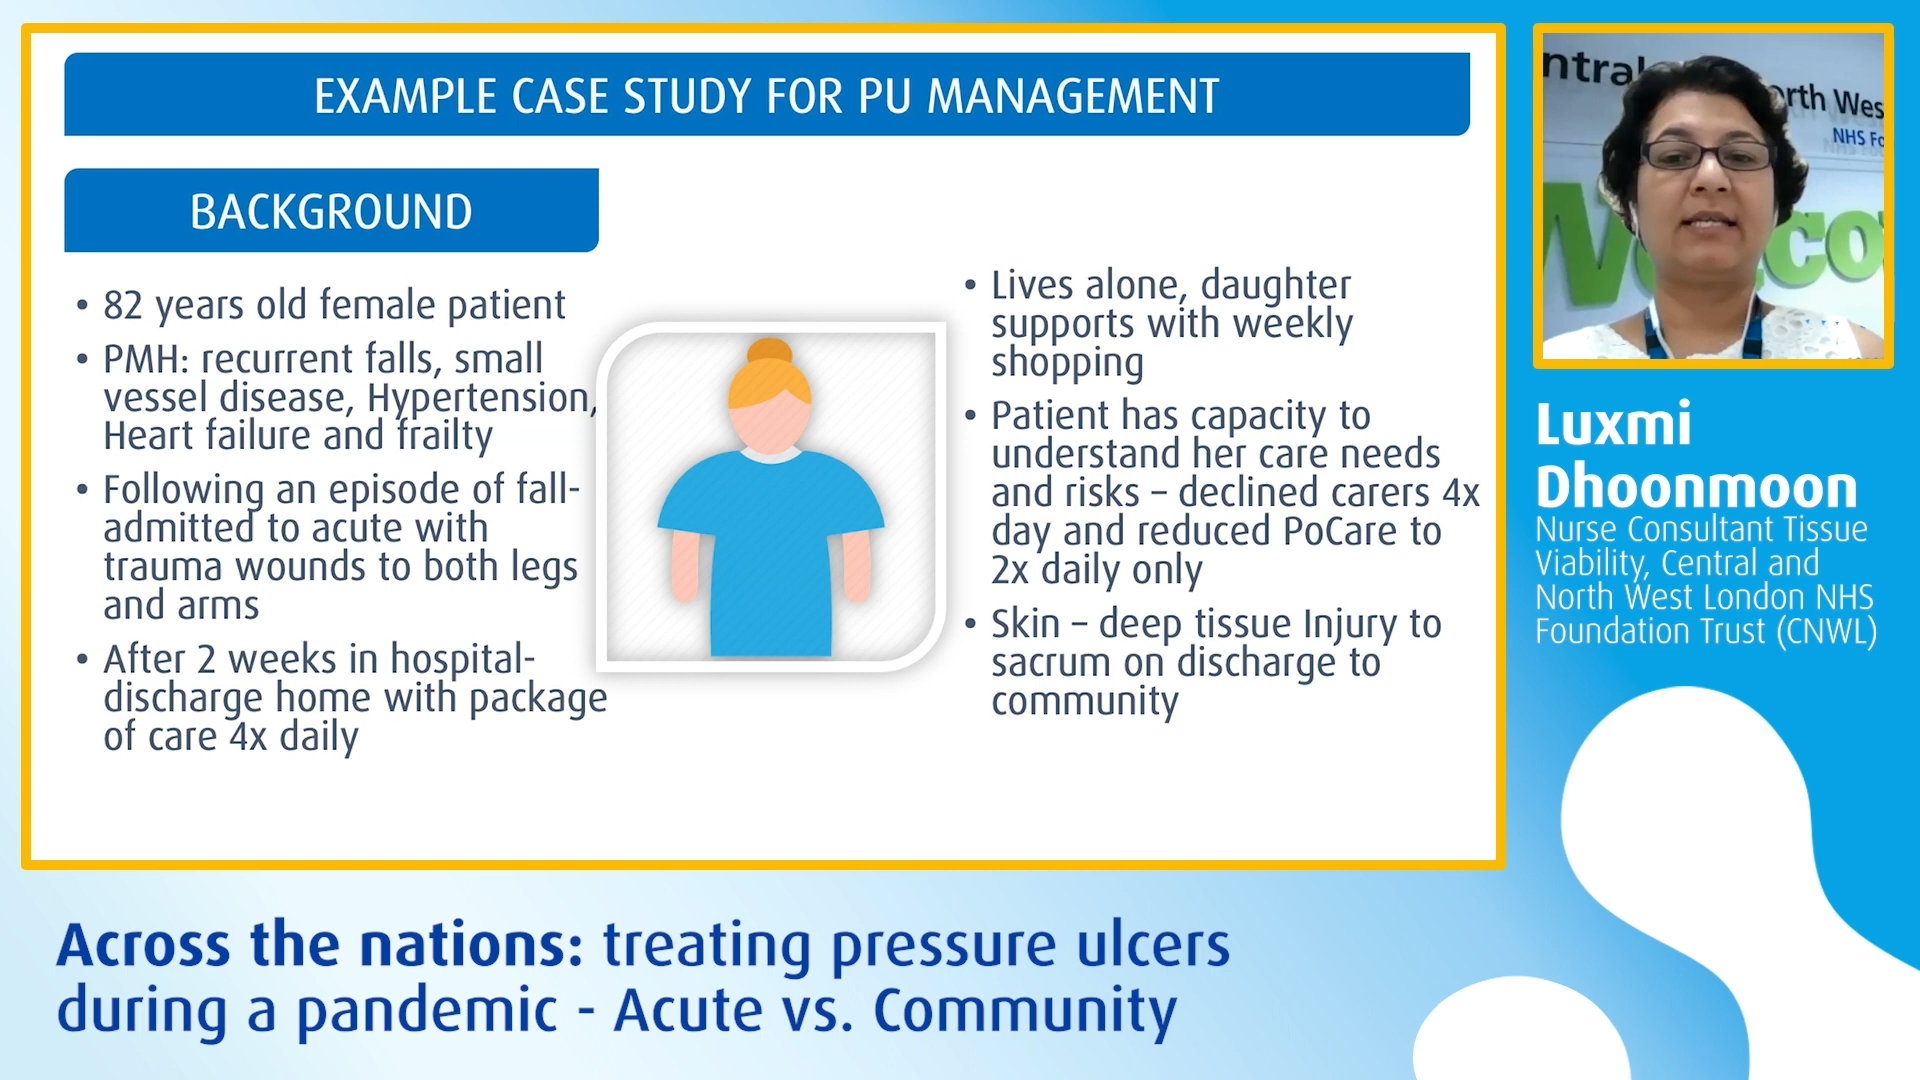 EXAMPLE CASE STUDY FOR PU MANAGEMENT
BACKGROUND
• 82 years old female patient
• PMH: recurrent falls, small
vessel disease, Hypertension,
Heart failure and frailty
• Following an episode of fall-
admitted to acute with
trauma wounds to both legs
and arms
• After 2 weeks in hospital-
discharge home with package
of care 4x daily
• Lives alone, daughter
supports with weekly
shopping
• Patient has capacity to
understand her care needs
and risks – declined carers 4x
day and reduced PoCare to
2x daily only
• Skin – deep tissue Injury to
sacrum on discharge to
community
ntral
orth Wes
NHS Fo
Luxmi
Dhoonmoon
Nurse Consultant Tissue
Viability, Central and
North West London NHS
Foundation Trust (CNWL)
Across the nations: treating pressure ulcers
during a pandemic - Acute vs. Community